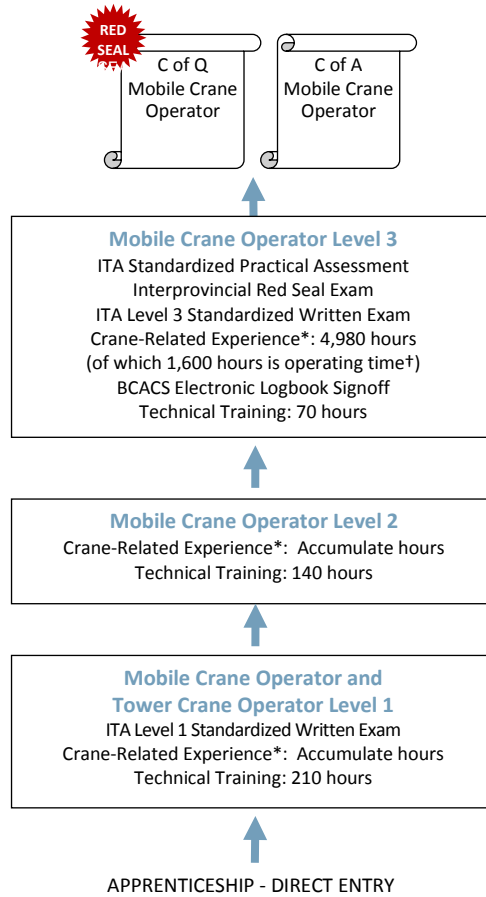 RED
SEAL
C of Q
Mobile Crane
Operator
C of A
Mobile Crane
Operator
Mobile Crane Operator Level 3
ITA Standardized Practical Assessment
Interprovincial Red Seal Exam
ITA Level 3 Standardized Written Exam
Crane-Related Experience*: 4,980 hours
(of which 1,600 hours is operating time†)
BCACS Electronic Logbook Signoff
Technical Training: 70 hours
Mobile Crane Operator Level 2
Crane-Related Experience*: Accumulate hours
Technical Training: 140 hours
Mobile Crane Operator and
Tower Crane Operator Level 1
ITA Level 1 Standardized Written Exam
Crane-Related Experience*: Accumulate hours
Technical Training: 210 hours
APPRENTICESHIP - DIRECT ENTRY